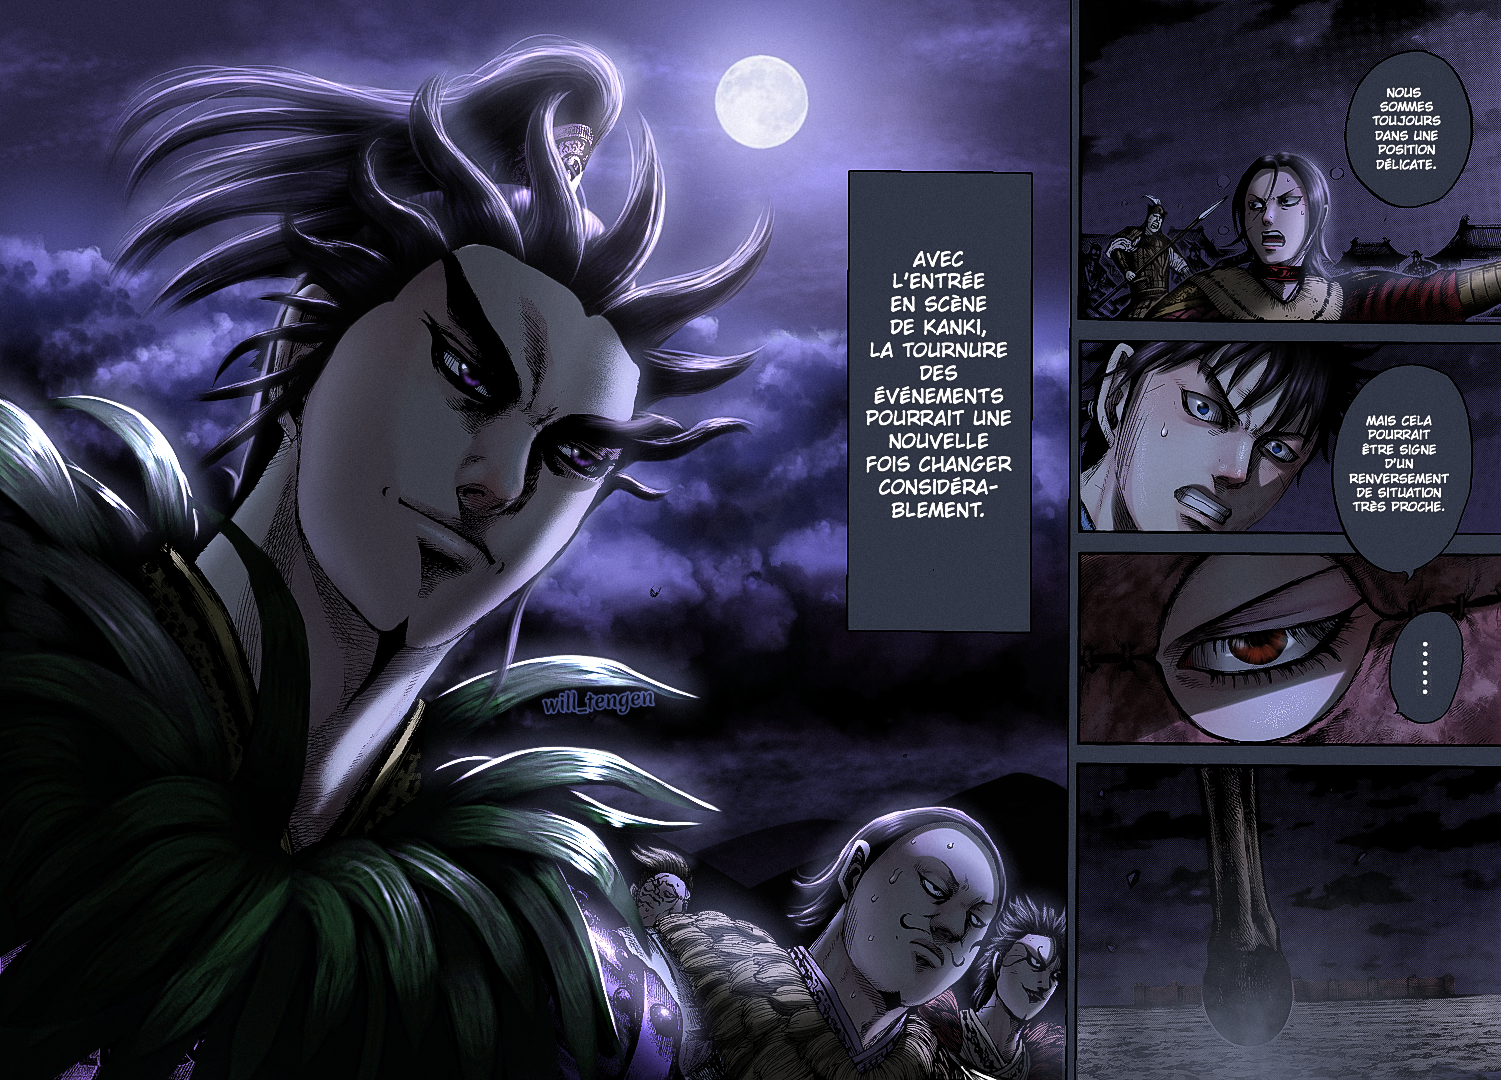 NOUS
SOMMES
TOUJOURS
DANS UNE
POSITION
DÉLICATE.
MAIS CELA
POURRAIT
ÊTRE SIGNE
D'UN
RENVERSEMENT
DE SITUATION
TRÈS PROCHE.
......
AVEC
L'ENTRÉE
EN SCÈNE
DE KANKI,
LA TOURNURE
DES
ÉVÉNEMENTS
POURRAIT UNE
NOUVELLE
FOIS CHANGER
CONSIDÉRA-
BLEMENT.
will_tengen